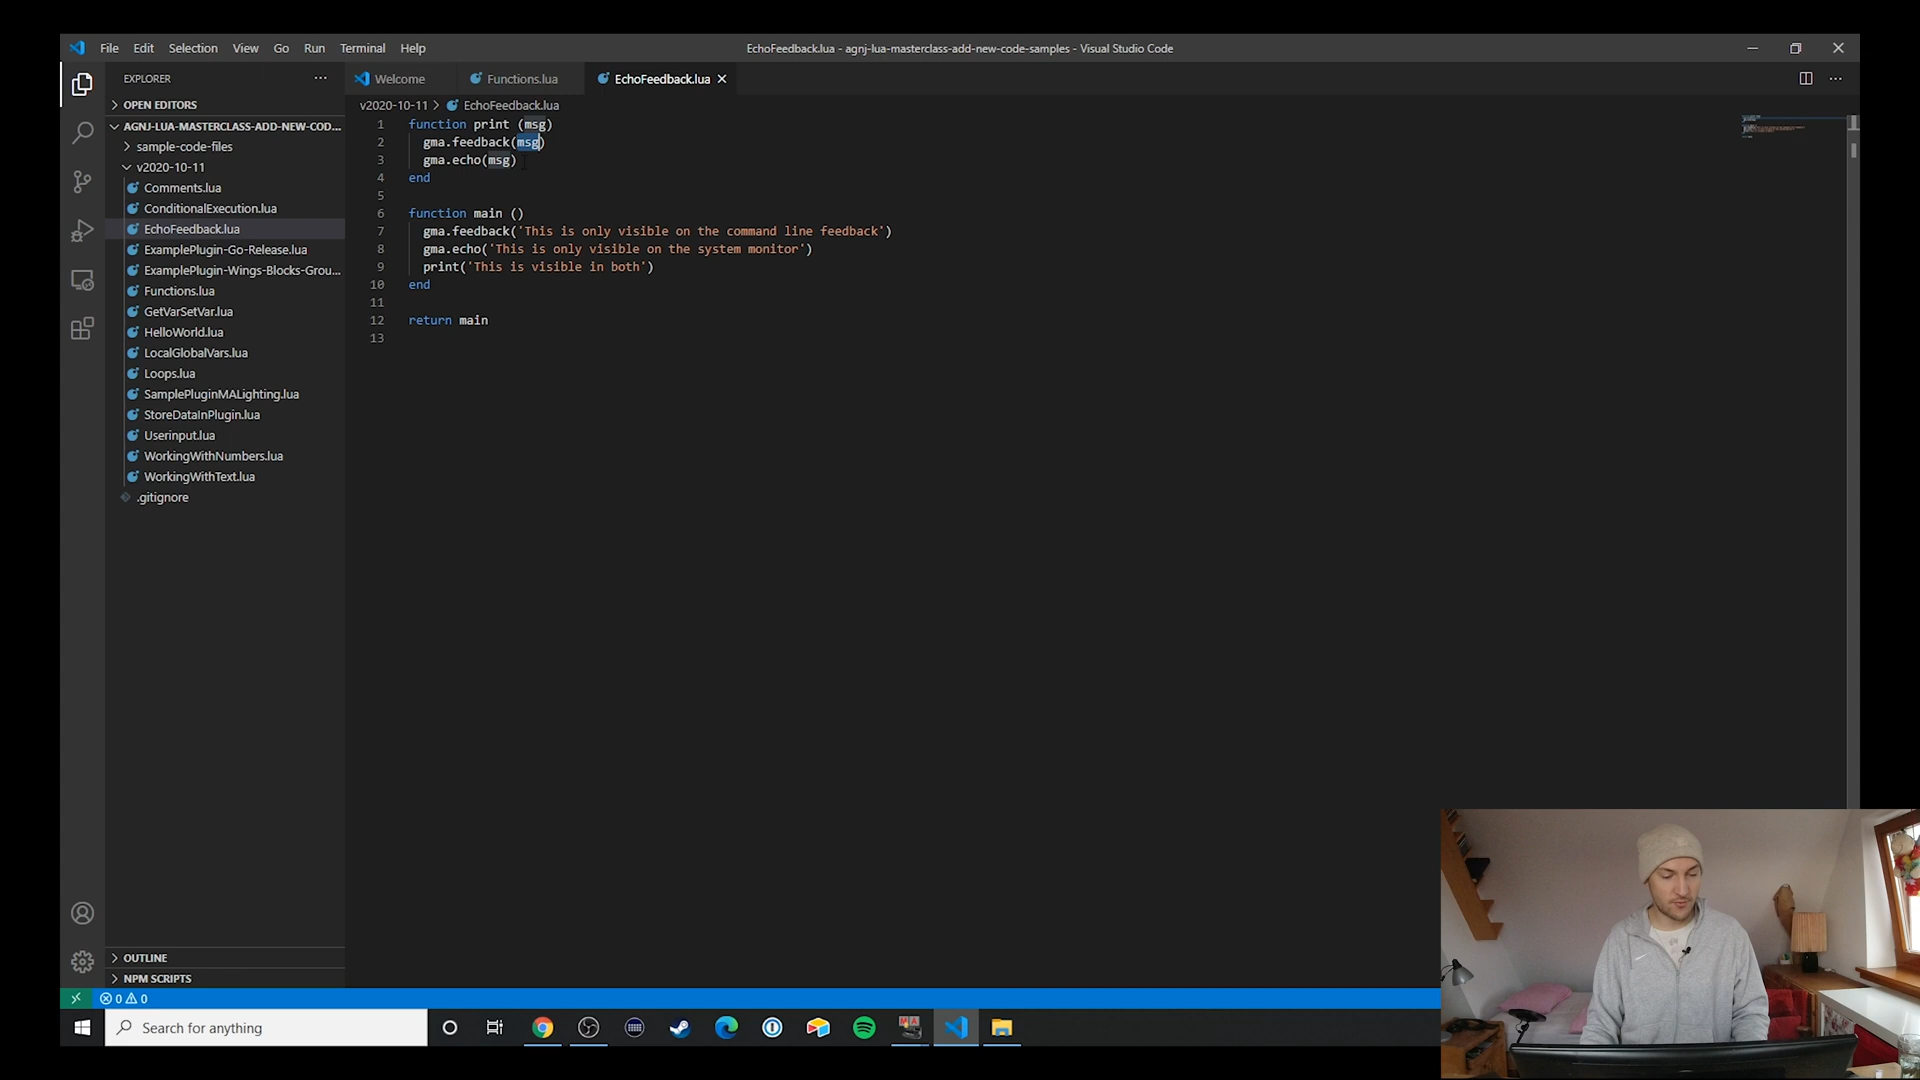 File Edit Selection View Go Run Terminal Help
EchoFeedback.lua - agnj-lua-masterclass-add-new-code-samples - Visual Studio Code
EXPLORER
Welcome
Functions.lua
EchoFeedback.lua
OPEN EDITORS
AGNJ-LUA-MASTERCLASS-ADD-NEW-COD...
sample-code-files
v2020-10-11
Comments.lua
ConditionalExecution.lua
EchoFeedback.lua
ExamplePlugin-Go-Release.lua
ExamplePlugin-Wings-Blocks-Grou...
Functions.lua
GetVarSetVar.lua
HelloWorld.lua
LocalGlobalVars.lua
Loops.lua
SamplePluginMALighting.lua
StoreDataInPlugin.lua
Userinput.lua
WorkingWithNumbers.lua
WorkingWithText.lua
.gitignore
OUTLINE
NPM SCRIPTS
v2020-10-11 > EchoFeedback.lua
1 function print (msg)
2 gma.feedback(msg)
3 gma.echo(msg)
4 end
5
6 function main ()
7 gma.feedback('This is only visible on the command line feedback')
8 gma.echo('This is only visible on the system monitor')
9 print('This is visible in both')
10 end
11
12 return main
13
0 0
Search for anything